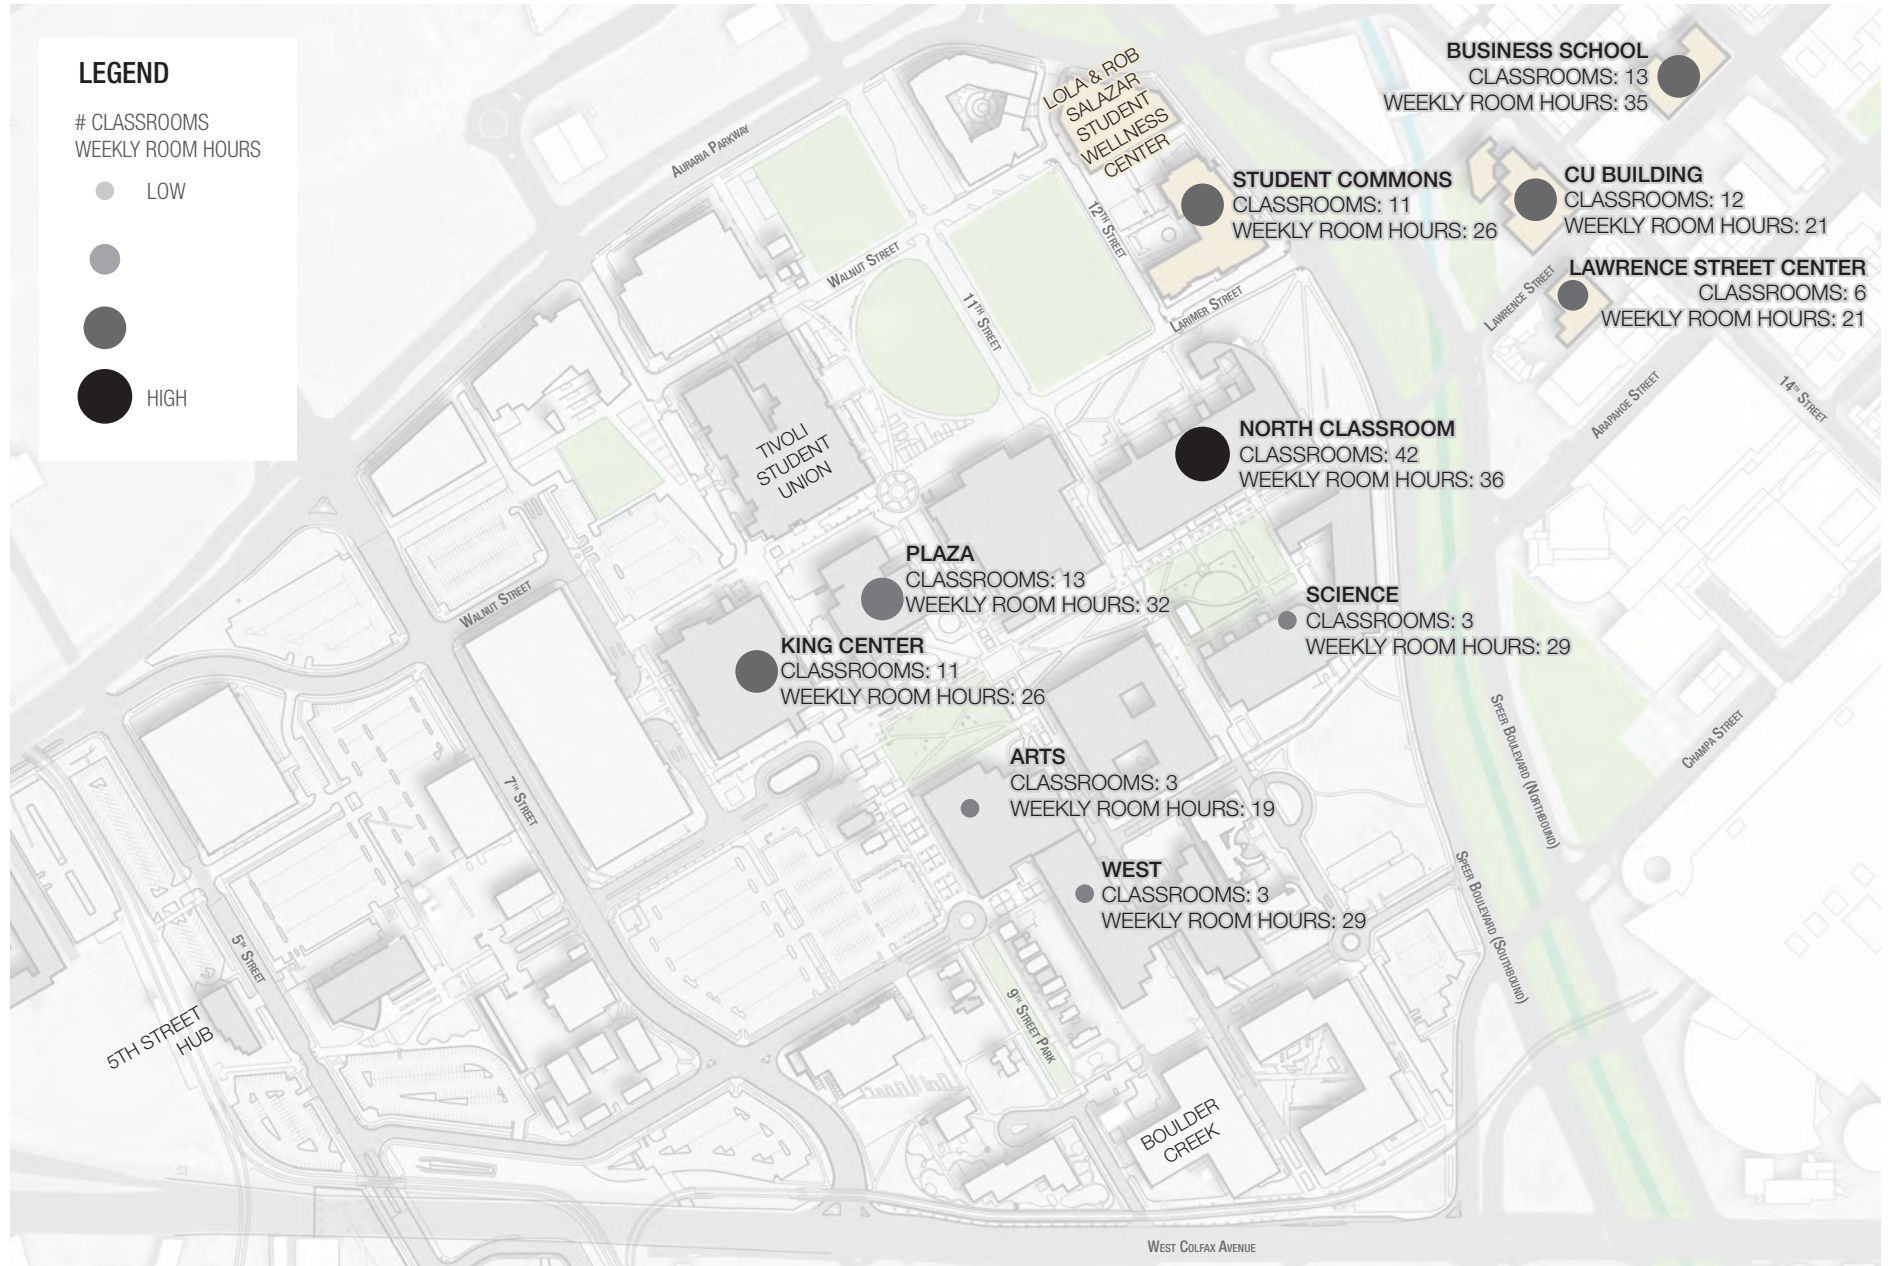 LEGEND
# CLASSROOMS
WEEKLY ROOM HOURS
LOW
HIGH
BUSINESS SCHOOL
CLASSROOMS: 13
WEEKLY ROOM HOURS: 35
LOLA & ROB
SALAZAR
STUDENT
WELLNESS
CENTER
STUDENT COMMONS
CLASSROOMS: 11
WEEKLY ROOM HOURS: 26
CU BUILDING
CLASSROOMS: 12
WEEKLY ROOM HOURS: 21
LAWRENCE STREET CENTER
CLASSROOMS: 6
WEEKLY ROOM HOURS: 21
AURARIA PARKWAY
WALNUT STREET
12TH STREET
11TH STREET
LARIMER STREET
LAWRENCE STREET
ARAPAHOE STREET
14TH STREET
TIVOLI
STUDENT
UNION
NORTH CLASSROOM
CLASSROOMS: 42
WEEKLY ROOM HOURS: 36
PLAZA
CLASSROOMS: 13
WEEKLY ROOM HOURS: 32
WALNUT STREET
SCIENCE
CLASSROOMS: 3
WEEKLY ROOM HOURS: 29
KING CENTER
CLASSROOMS: 11
WEEKLY ROOM HOURS: 26
ARTS
CLASSROOMS: 3
WEEKLY ROOM HOURS: 19
7TH STREET
SPEER BOULEVARD (NORTHBOUND)
CHAMPA STREET
WEST
CLASSROOMS: 3
WEEKLY ROOM HOURS: 29
SPEER BOULEVARD (SOUTHBOUND)
5TH STREET
5TH STREET
HUB
9TH STREET PARK
BOULDER
CREEK
WEST COLFAX AVENUE